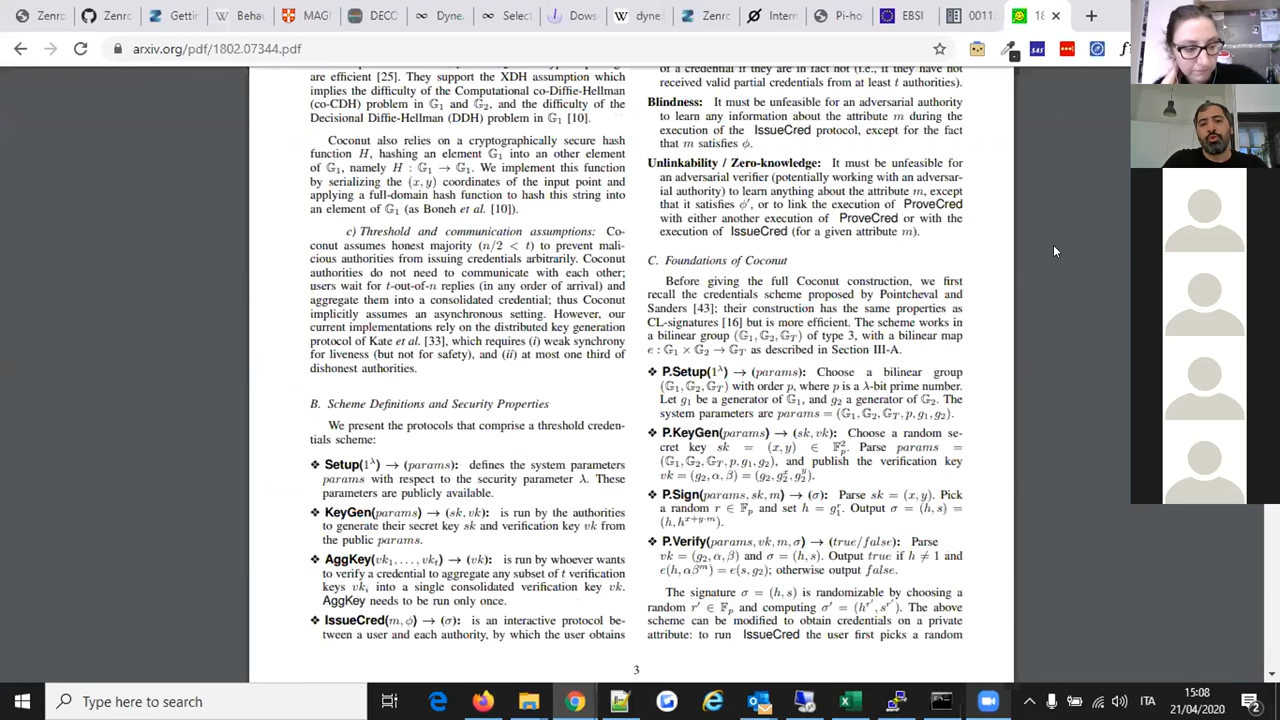 Zenro
Zenro
Getti
Behav
MAV
DECO
Dyne.
Select
Dows
dyne:
Zenro
Intern
Pi-ho
EBSI
0011
18
arxiv.org/pdf/1802.07344.pdf
are efficient [25]. They support the XDH assumption which
implies the difficulty of the Computational co-Diffie-Hellman
(co-CDH) problem in 𝔾1 and 𝔾2, and the difficulty of the
Decisional Diffie-Hellman (DDH) problem in 𝔾1 [10].
Coconut also relies on a cryptographically secure hash
function H, hashing an element 𝔾1 into an other element
of 𝔾1, namely H : 𝔾1 → 𝔾1. We implement this function
by serializing the (x, y) coordinates of the input point and
applying a full-domain hash function to hash this string into
an element of 𝔾1 (as Boneh et al. [10]).
c) Threshold and communication assumptions: Co-
conut assumes honest majority (n/2 < t) to prevent mali-
cious authorities from issuing credentials arbitrarily. Coconut
authorities do not need to communicate with each other;
users wait for t-out-of-n replies (in any order of arrival) and
aggregate them into a consolidated credential; thus Coconut
implicitly assumes an asynchronous setting. However, our
current implementations rely on the distributed key generation
protocol of Kate et al. [33], which requires (i) weak synchrony
for liveness (but not for safety), and (ii) at most one third of
dishonest authorities.
B. Scheme Definitions and Security Properties
We present the protocols that comprise a threshold creden-
tials scheme:
❖ Setup(1^λ) → (params): defines the system parameters
params with respect to the security parameter λ. These
parameters are publicly available.
❖ KeyGen(params) → (sk, vk): is run by the authorities
to generate their secret key sk and verification key vk from
the public params.
❖ AggKey(vk1, . . . , vkt) → (vk): is run by whoever wants
to verify a credential to aggregate any subset of t verification
keys vki into a single consolidated verification key vk.
AggKey needs to be run only once.
❖ IssueCred(m, ϕ) → (σ): is an interactive protocol be-
tween a user and each authority, by which the user obtains
of a credential if they are in fact not (i.e., if they have not
received valid partial credentials from at least t authorities).
Blindness: It must be unfeasible for an adversarial authority
to learn any information about the attribute m during the
execution of the IssueCred protocol, except for the fact
that m satisfies ϕ.
Unlinkability / Zero-knowledge: It must be unfeasible for
an adversarial verifier (potentially working with an adversar-
ial authority) to learn anything about the attribute m, except
that it satisfies ϕ′, or to link the execution of ProveCred
with either another execution of ProveCred or with the
execution of IssueCred (for a given attribute m).
C. Foundations of Coconut
Before giving the full Coconut construction, we first
recall the credentials scheme proposed by Pointcheval and
Sanders [43]; their construction has the same properties as
CL-signatures [16] but is more efficient. The scheme works in
a bilinear group (𝔾1, 𝔾2, 𝔾T) of type 3, with a bilinear map
e : 𝔾1 × 𝔾2 → 𝔾T as described in Section III-A.
❖ P.Setup(1^λ) → (params): Choose a bilinear group
(𝔾1, 𝔾2, 𝔾T) with order p, where p is a λ-bit prime number.
Let g1 be a generator of 𝔾1, and g2 a generator of 𝔾2. The
system parameters are params = (𝔾1, 𝔾2, 𝔾T, p, g1, g2).
❖ P.KeyGen(params) → (sk, vk): Choose a random se-
cret key sk = (x, y) ∈ 𝔽p^2. Parse params =
(𝔾1, 𝔾2, 𝔾T, p, g1, g2), and publish the verification key
vk = (g2, α, β) = (g2, g2^x, g2^y).
❖ P.Sign(params, sk, m) → (σ): Parse sk = (x, y). Pick
a random r ∈ 𝔽p and set h = g1^r. Output σ = (h, s) =
(h, h^{x+y·m}).
❖ P.Verify(params, vk, m, σ) → (true/false): Parse
vk = (g2, α, β) and σ = (h, s). Output true if h ≠ 1 and
e(h, αβ^m) = e(s, g2); otherwise output false.
The signature σ = (h, s) is randomizable by choosing a
random r′ ∈ 𝔽p and computing σ′ = (h^{r′}, s^{r′}). The above
scheme can be modified to obtain credentials on a private
attribute: to run IssueCred the user first picks a random
3
Type here to search
ITA
15:08
21/04/2020
2